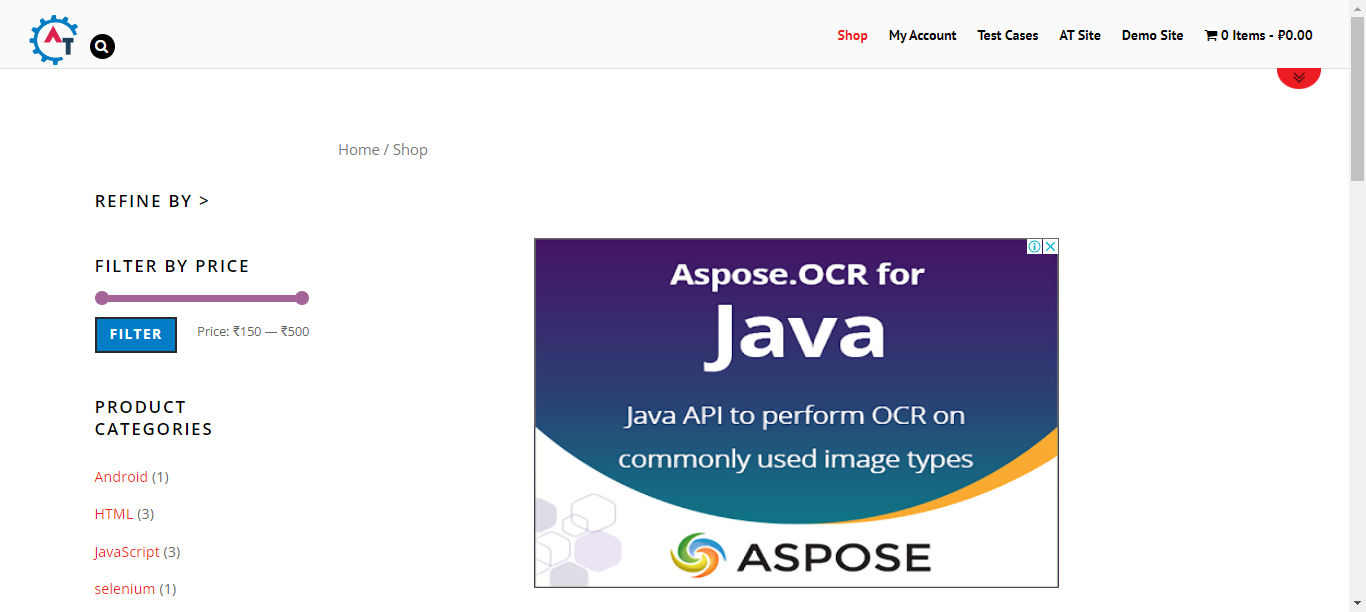 AT
Shop My Account Test Cases AT Site Demo Site 0 Items - ₽0.00
Home / Shop
REFINE BY >
FILTER BY PRICE
FILTER Price: ₹150 — ₹500
PRODUCT
CATEGORIES
Android (1)
HTML (3)
JavaScript (3)
selenium (1)
Aspose.OCR for
Java
Java API to perform OCR on
commonly used image types
ASPOSE